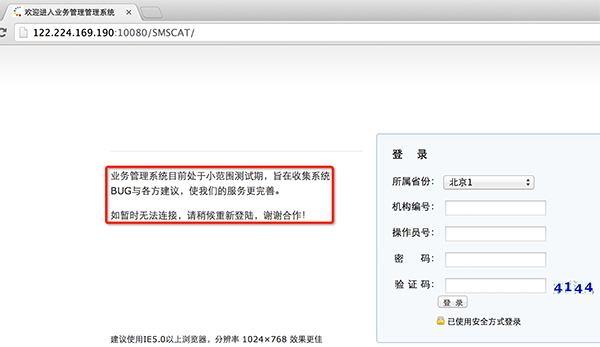 欢迎进入业务管理管理系统
122.224.169.190:10080/SMSCAT/
业务管理系统目前处于小范围测试期，旨在收集系统
BUG与各方建议，使我们的服务更完善。
如暂时无法连接，请稍候重新登陆，谢谢合作！
登 录
所属省份： 北京1
机构编号：
操作员号：
密 码：
验 证 码： 4144
登 录
已使用安全方式登录
建议使用IE5.0以上浏览器，分辨率 1024×768 效果更佳